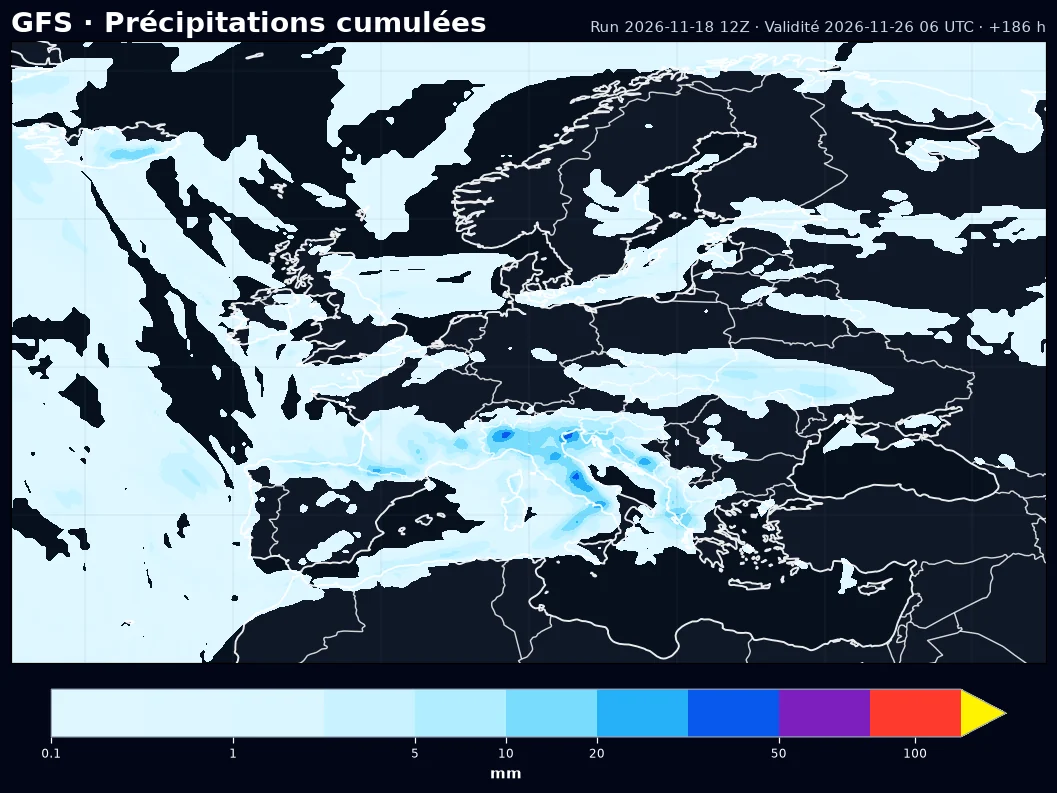 GFS · Précipitations cumulées
Run 2026-11-18 12Z · Validité 2026-11-26 06 UTC · +186 h
0.1 1 5 10 20 50 100
mm